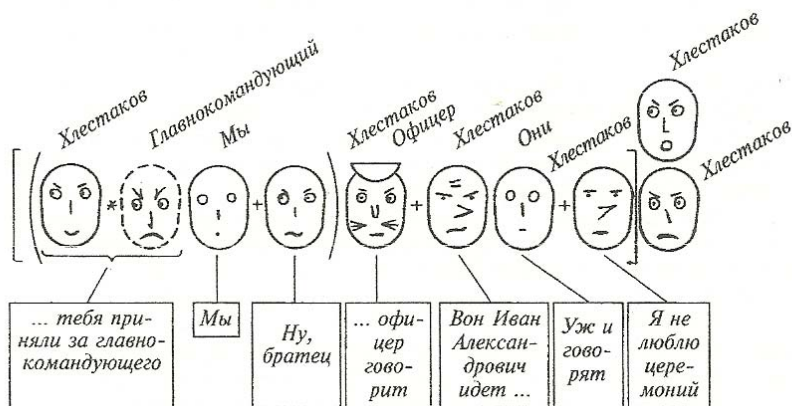 Хлестаков
Хлестаков
Главнокомандующий
Мы
Хлестаков
Офицер
Хлестаков
Они
Хлестаков
Хлестаков
... тебя при-
няли за главно-
командующего
Мы
Ну,
братец
... офи-
цер
гово-
рит
Вон Иван
Алексан-
дрович
идет ...
Уж и
гово-
рят
Я не
люблю
цере-
моний